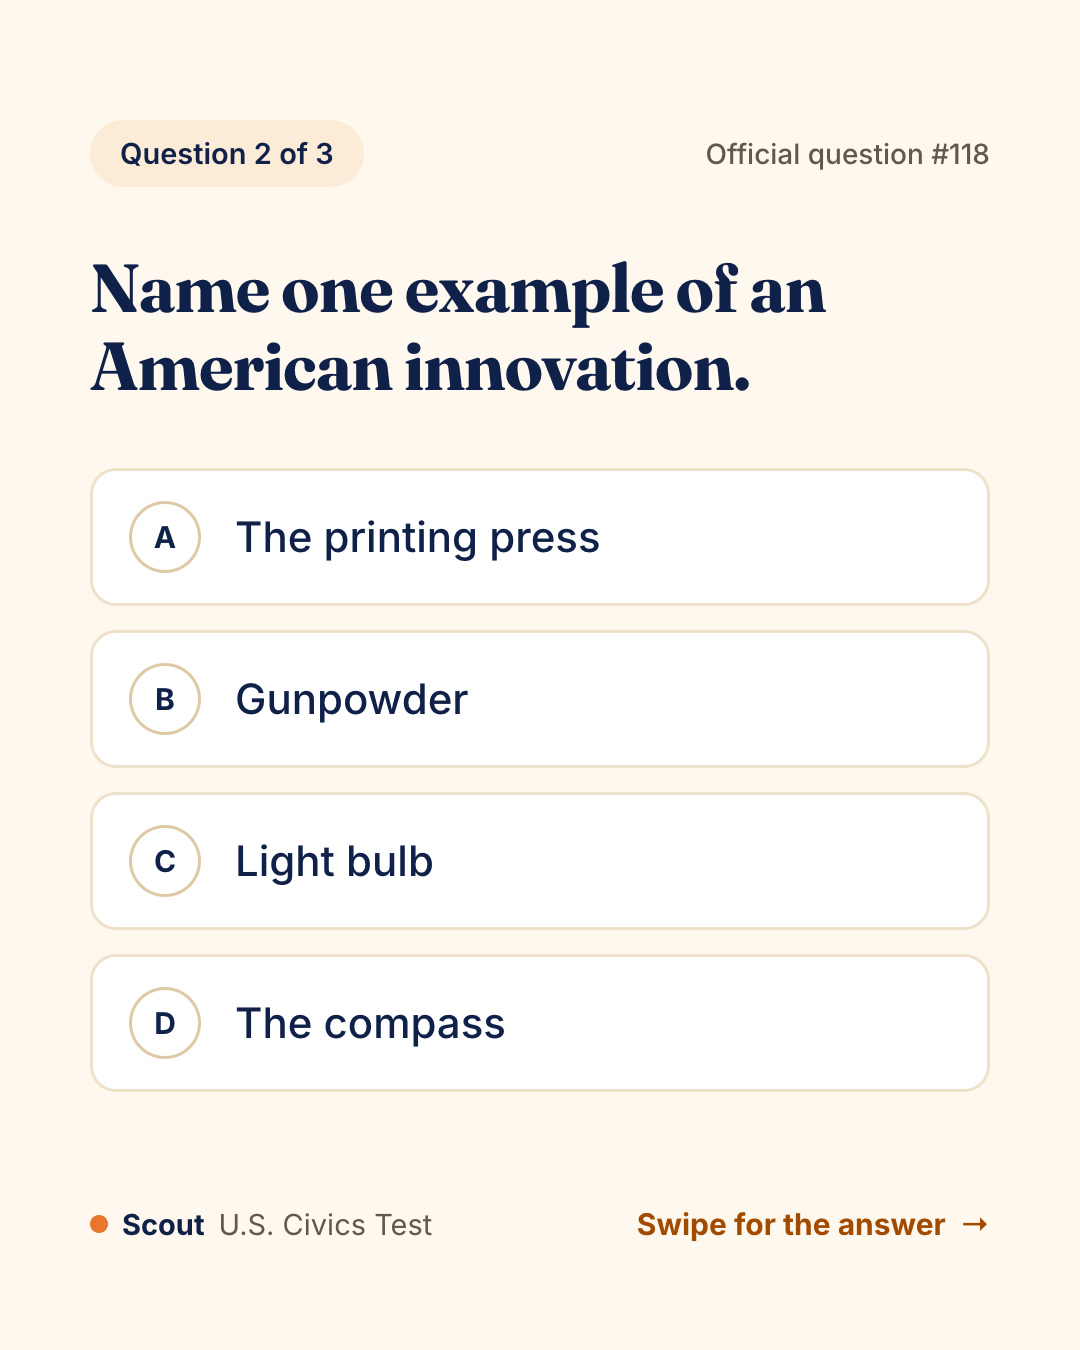 Question 2 of 3
Official question #118
Name one example of an
American innovation.
A The printing press
B Gunpowder
C Light bulb
D The compass
Scout U.S. Civics Test
Swipe for the answer →